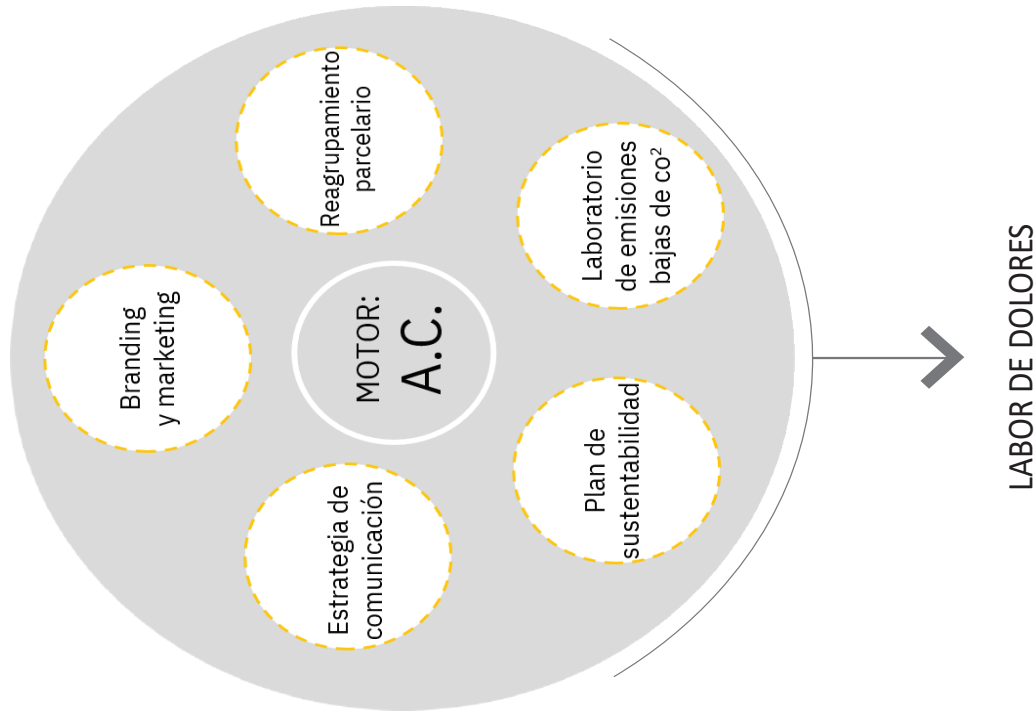 Reagrupamiento
parcelario
Branding
y marketing
Laboratorio
de emisiones
bajas de co²
MOTOR:
A.C.
Estrategia de
comunicación
Plan de
sustentabilidad
LABOR DE DOLORES